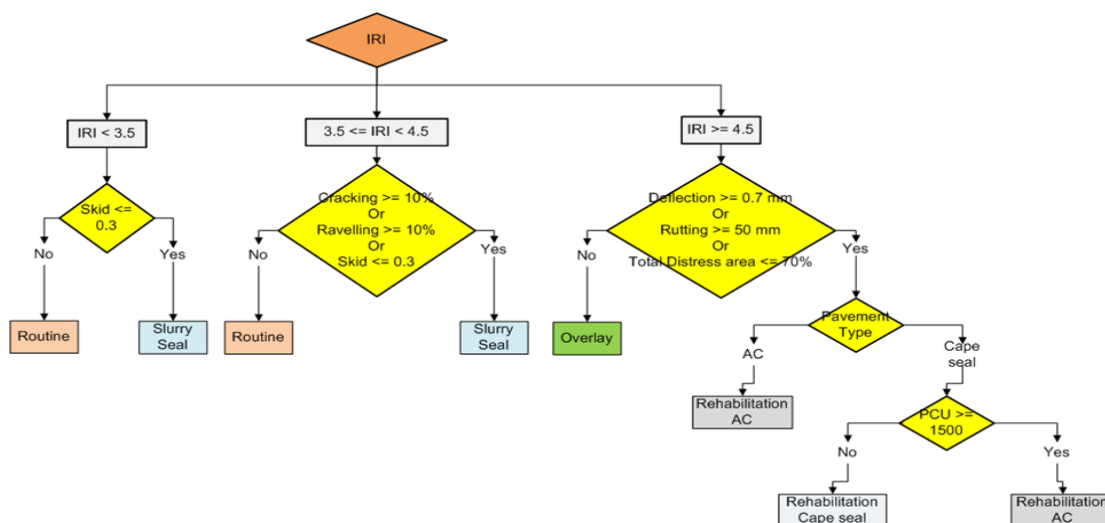 IRI
IRI < 3.5
3.5 <= IRI < 4.5
IRI >= 4.5
Skid <=
0.3
No
Yes
Routine
Slurry
Seal
Cracking >= 10%
Or
Ravelling >= 10%
Or
Skid <= 0.3
No
Yes
Routine
Slurry
Seal
Deflection >= 0.7 mm
Or
Rutting >= 50 mm
Or
Total Distress area <= 70%
No
Yes
Overlay
Pavement
Type
AC
Cape
seal
Rehabilitation
AC
PCU >=
1500
No
Yes
Rehabilitation
Cape seal
Rehabilitation
AC